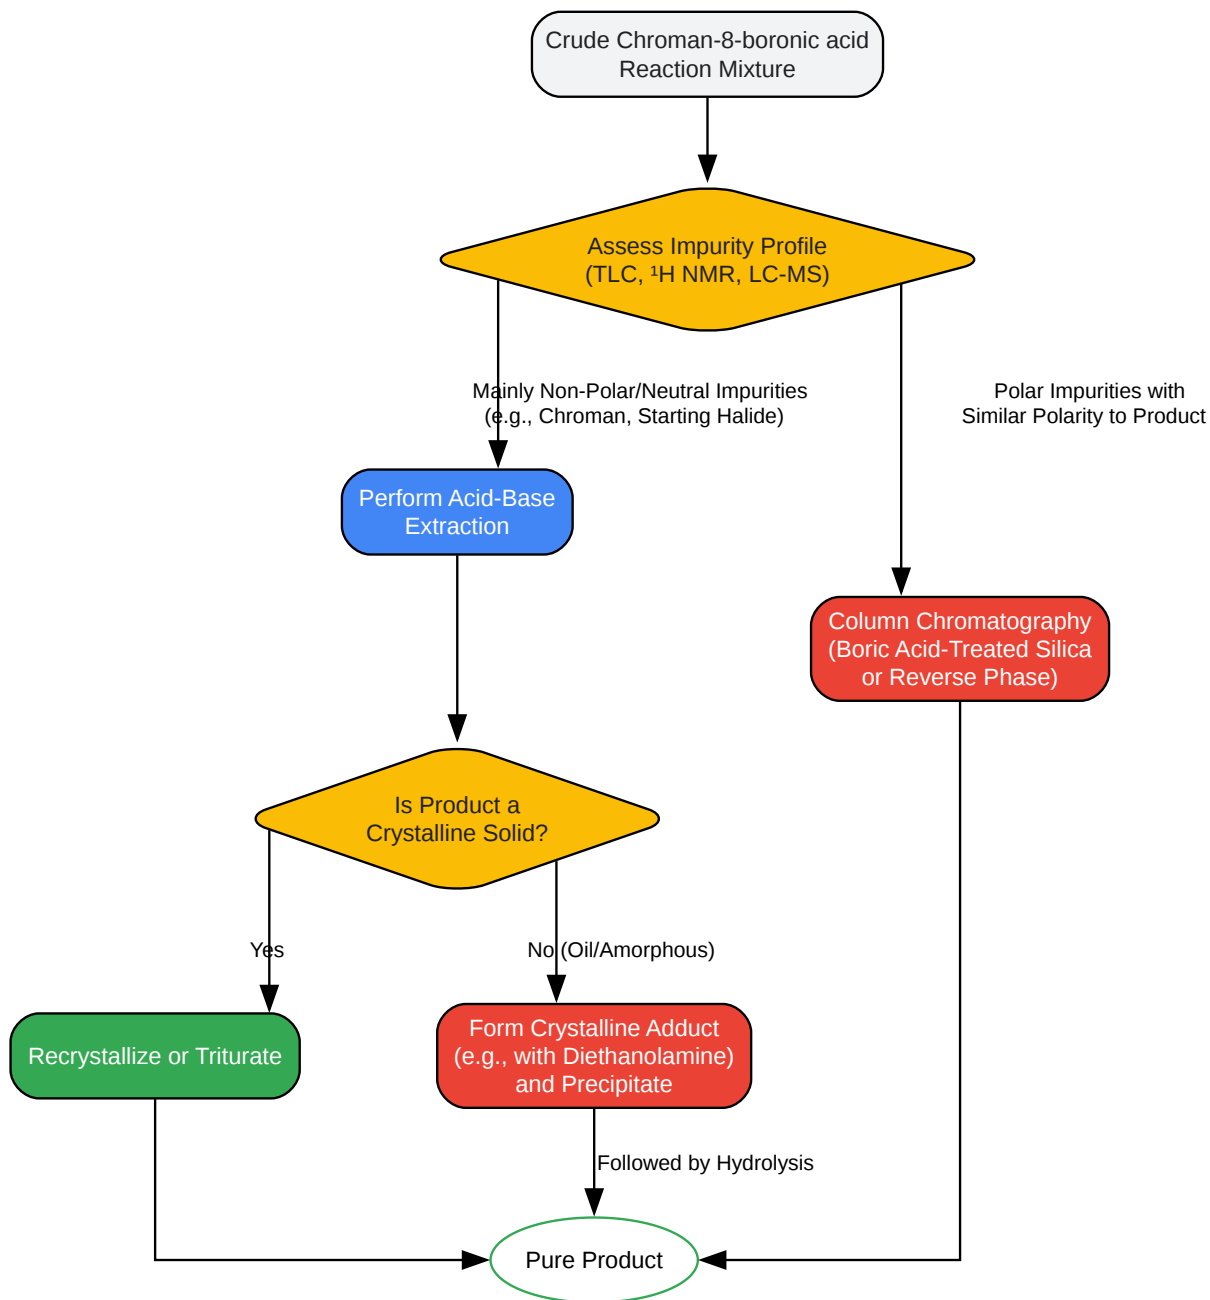 Crude Chroman-8-boronic acid
Reaction Mixture
Assess Impurity Profile
(TLC, ¹H NMR, LC-MS)
Mainly Non-Polar/Neutral Impurities
(e.g., Chroman, Starting Halide)
Polar Impurities with
Similar Polarity to Product
Perform Acid-Base
Extraction
Column Chromatography
(Boric Acid-Treated Silica
or Reverse Phase)
Is Product a
Crystalline Solid?
Yes
No (Oil/Amorphous)
Recrystallize or Triturate
Form Crystalline Adduct
(e.g., with Diethanolamine)
and Precipitate
Followed by Hydrolysis
Pure Product